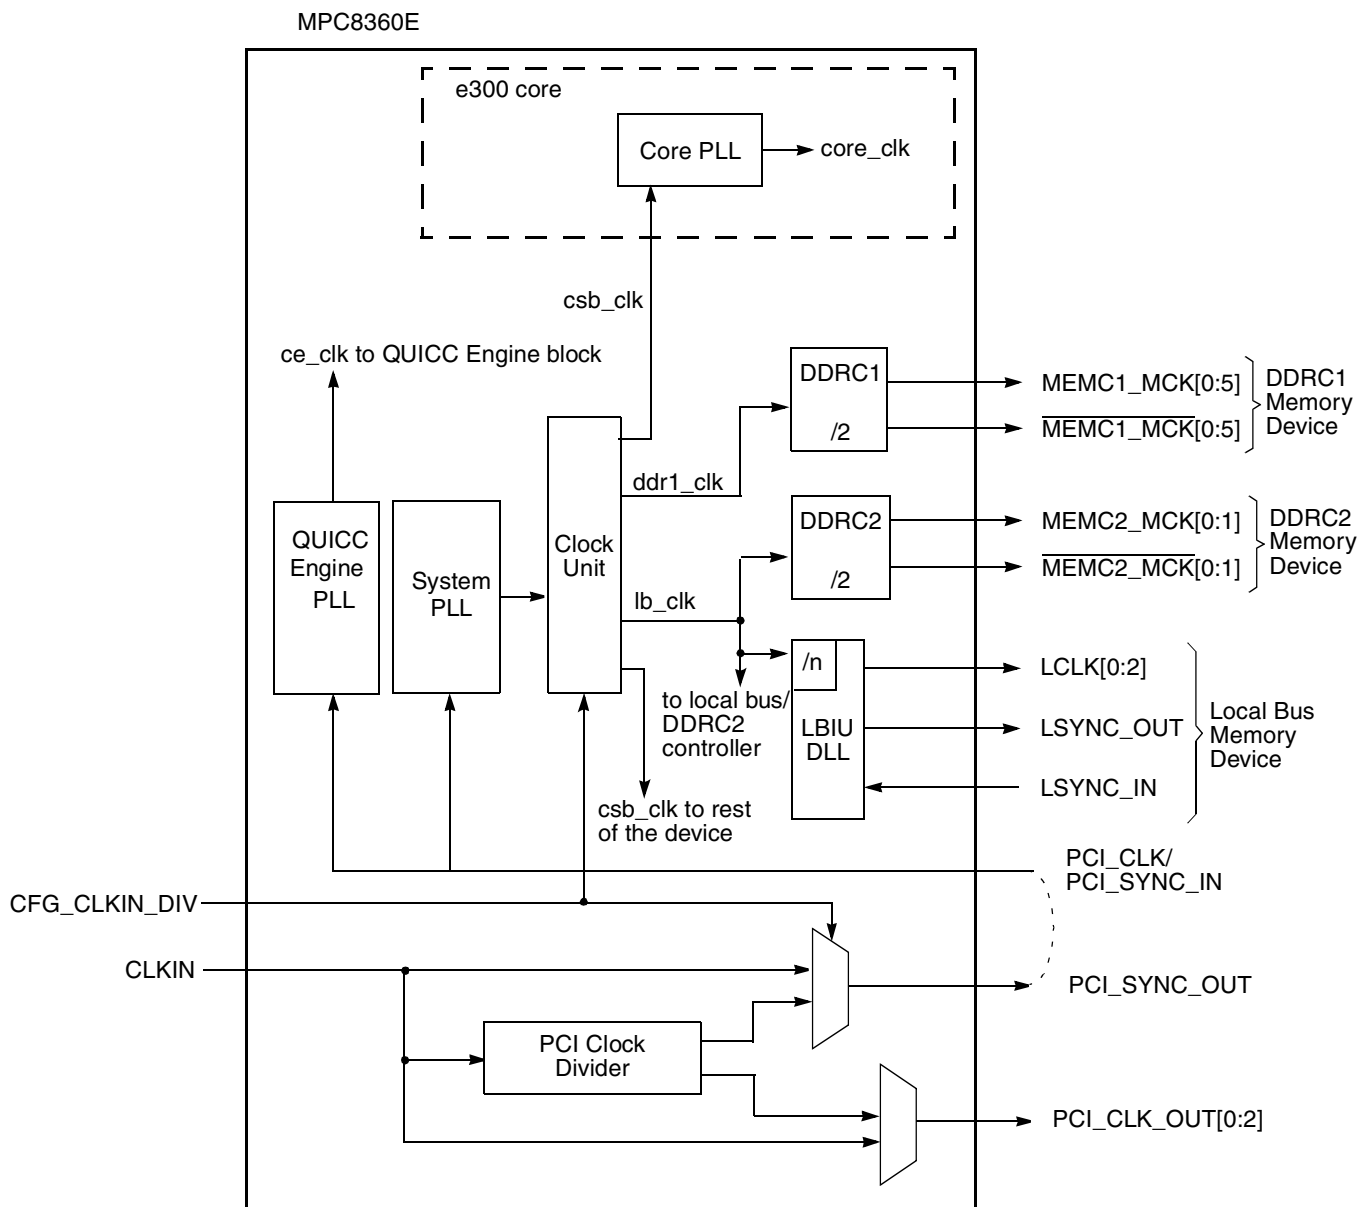 MPC8360E
e300 core
Core PLL
core_clk
csb_clk
ce_clk to QUICC Engine block
DDRC1
/2
MEMC1_MCK[0:5]
MEMC1_MCK[0:5]
DDRC1
Memory
Device
ddr1_clk
QUICC
Engine
PLL
System
PLL
Clock
Unit
DDRC2
/2
MEMC2_MCK[0:1]
MEMC2_MCK[0:1]
DDRC2
Memory
Device
lb_clk
/n
LBIU
DLL
to local bus/
DDRC2
controller
LCLK[0:2]
LSYNC_OUT
LSYNC_IN
Local Bus
Memory
Device
csb_clk to rest
of the device
PCI_CLK/
PCI_SYNC_IN
CFG_CLKIN_DIV
CLKIN
PCI_SYNC_OUT
PCI Clock
Divider
PCI_CLK_OUT[0:2]